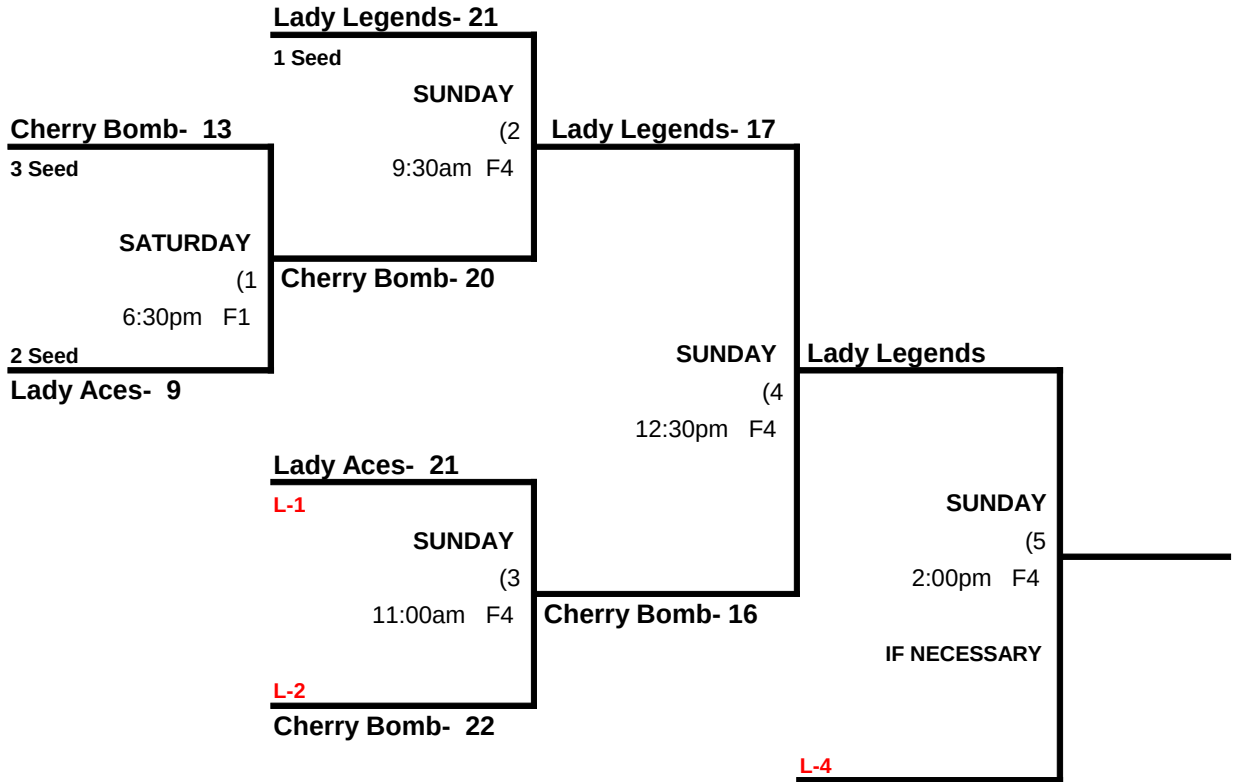 Lady Legends- 21
1 Seed
SUNDAY
(2
9:30am F4
Cherry Bomb- 13
3 Seed
SATURDAY
(1
6:30pm F1
2 Seed
Lady Aces- 9
Cherry Bomb- 20
Lady Legends- 17
SUNDAY
(4
12:30pm F4
Lady Aces- 21
L-1
SUNDAY
(3
11:00am F4
L-2
Cherry Bomb- 22
Cherry Bomb- 16
Lady Legends
SUNDAY
(5
2:00pm F4
IF NECESSARY
L-4